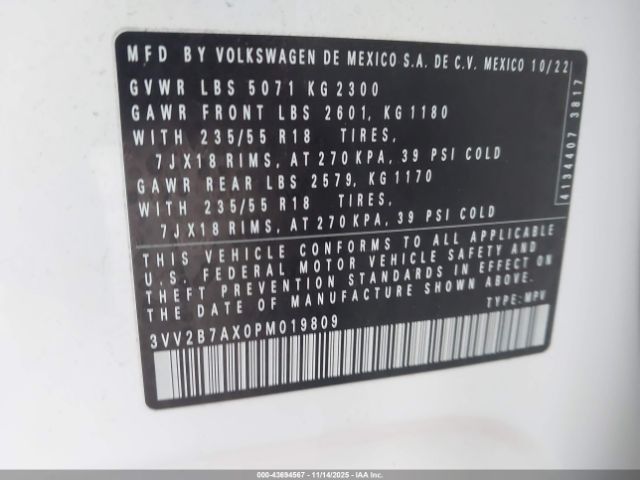 MFD BY VOLKSWAGEN DE MEXICO S.A. DE C.V. MEXICO 10/22
GVWR LBS 5071 KG 2300
GAWR FRONT LBS 2601, KG 1180
WITH 235/55 R18 TIRES,
7JX18 RIMS, AT 270 KPA, 39 PSI COLD
GAWR REAR LBS 2579, KG 1170
WITH 235/55 R18 TIRES,
7JX18 RIMS, AT 270 KPA, 39 PSI COLD
THIS VEHICLE CONFORMS TO ALL APPLICABLE
U.S. FEDERAL MOTOR VEHICLE SAFETY AND
THEFT PREVENTION STANDARDS IN EFFECT ON
THE DATE OF MANUFACTURE SHOWN ABOVE.
3VV2B7AX0PM019809 TYPE: MPV
4134407 3817
000-43694567 - 11/14/2025 - IAA Inc.